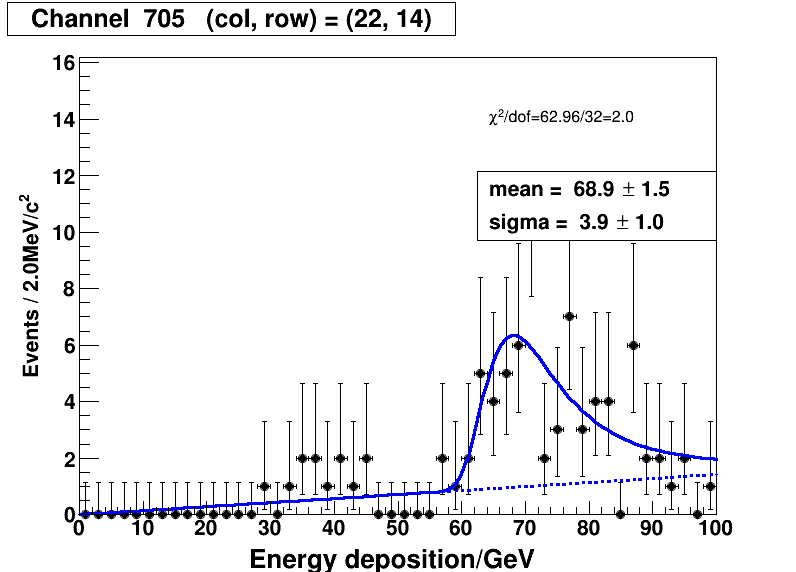 Channel 705 (col, row) = (22, 14)
χ²/dof=62.96/32=2.0
mean = 68.9 ± 1.5
sigma = 3.9 ± 1.0
Events / 2.0MeV/c²
16
14
12
10
8
6
4
2
0
0 10 20 30 40 50 60 70 80 90 100
Energy deposition/GeV